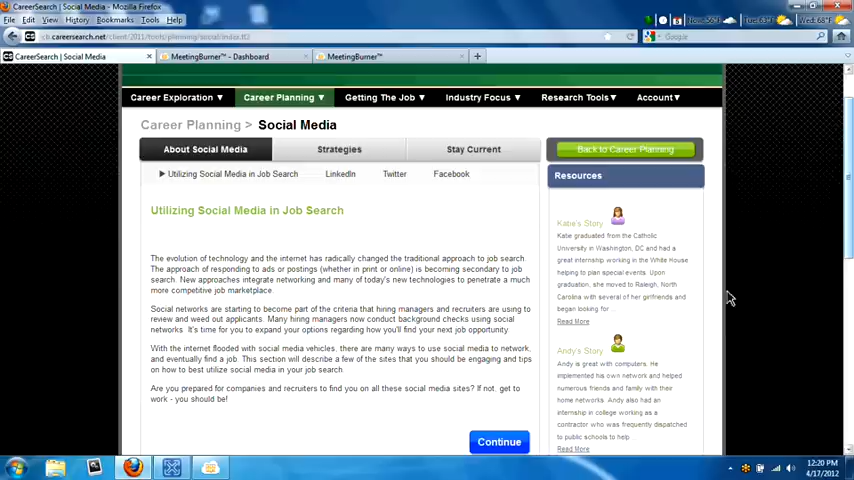 CareerSearch | Social Media - Mozilla Firefox
File Edit View History Bookmarks Tools Help
careersearch.net/client/2011/tools/planning/social/index.tt2
Google
Tue: 63°F
Wed: 68°F
CareerSearch | Social Media
MeetingBurner™ - Dashboard
MeetingBurner™
Career Exploration ▼ Career Planning ▼ Getting The Job ▼ Industry Focus ▼ Research Tools▼ Account▼
Career Planning > Social Media
About Social Media Strategies Stay Current
Back to Career Planning
▶ Utilizing Social Media in Job Search LinkedIn Twitter Facebook
Resources
Utilizing Social Media in Job Search
The evolution of technology and the internet has radically changed the traditional approach to job search.
The approach of responding to ads or postings (whether in print or online) is becoming secondary to job
search. New approaches integrate networking and many of today's new technologies to penetrate a much
more competitive job marketplace.
Social networks are starting to become part of the criteria that hiring managers and recruiters are using to
review and weed out applicants. Many hiring managers now conduct background checks using social
networks. It's time for you to expand your options regarding how you'll find your next job opportunity.
With the internet flooded with social media vehicles, there are many ways to use social media to network,
and eventually find a job. This section will describe a few of the sites that you should be engaging and tips
on how to best utilize social media in your job search.
Are you prepared for companies and recruiters to find you on all these social media sites? If not, get to
work - you should be!
Continue
Katie's Story
Katie graduated from the Catholic
University in Washington, DC and had a
great internship working in the White House
helping to plan special events. Upon
graduation, she moved to Raleigh, North
Carolina with several of her girlfriends and
began looking for ...
Read More
Andy's Story
Andy is great with computers. He
implemented his own network and helped
numerous friends and family with their
home networks. Andy also had an
internship in college working as a
contractor who was frequently dispatched
to public schools to help ...
Read More
12:20 PM
4/17/2012